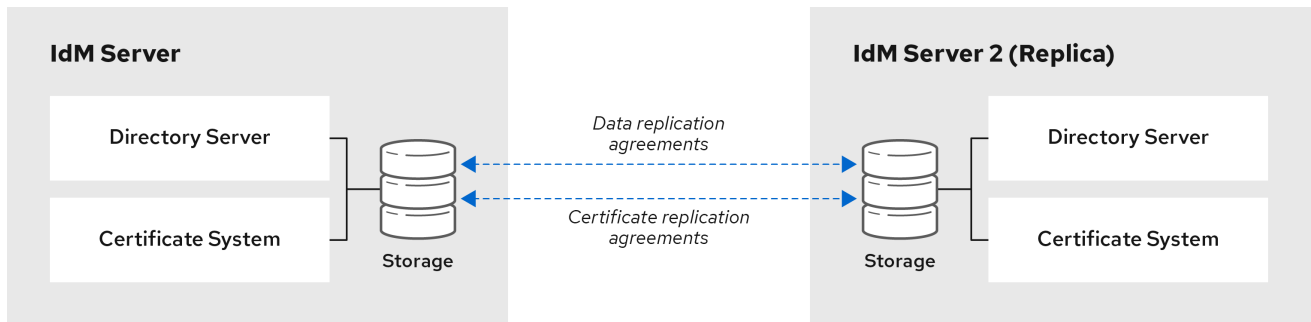 IdM Server
Directory Server
Certificate System
Storage
Data replication
agreements
Certificate replication
agreements
IdM Server 2 (Replica)
Storage
Directory Server
Certificate System